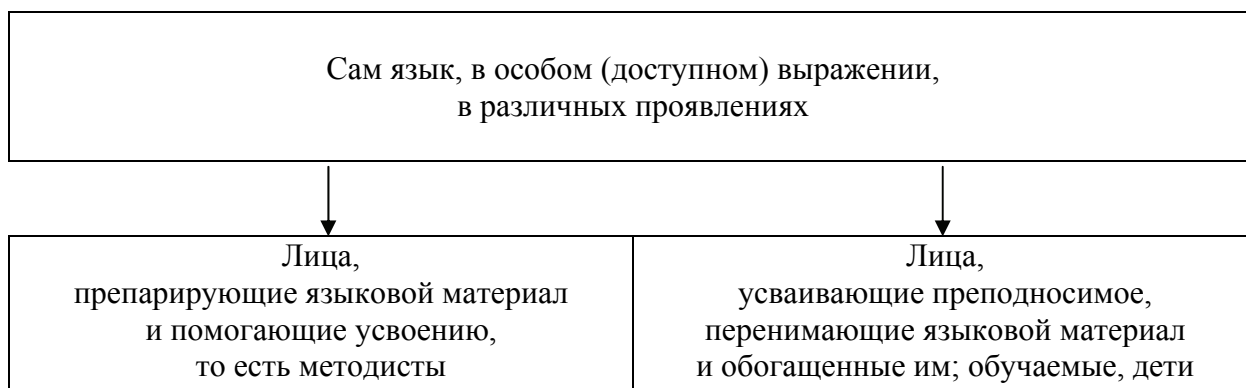 Сам язык, в особом (доступном) выражении,
в различных проявлениях
Лица,
препарирующие языковой материал
и помогающие усвоению,
то есть методисты
Лица,
усваивающие преподносимое,
перенимающие языковой материал
и обогащенные им; обучаемые, дети